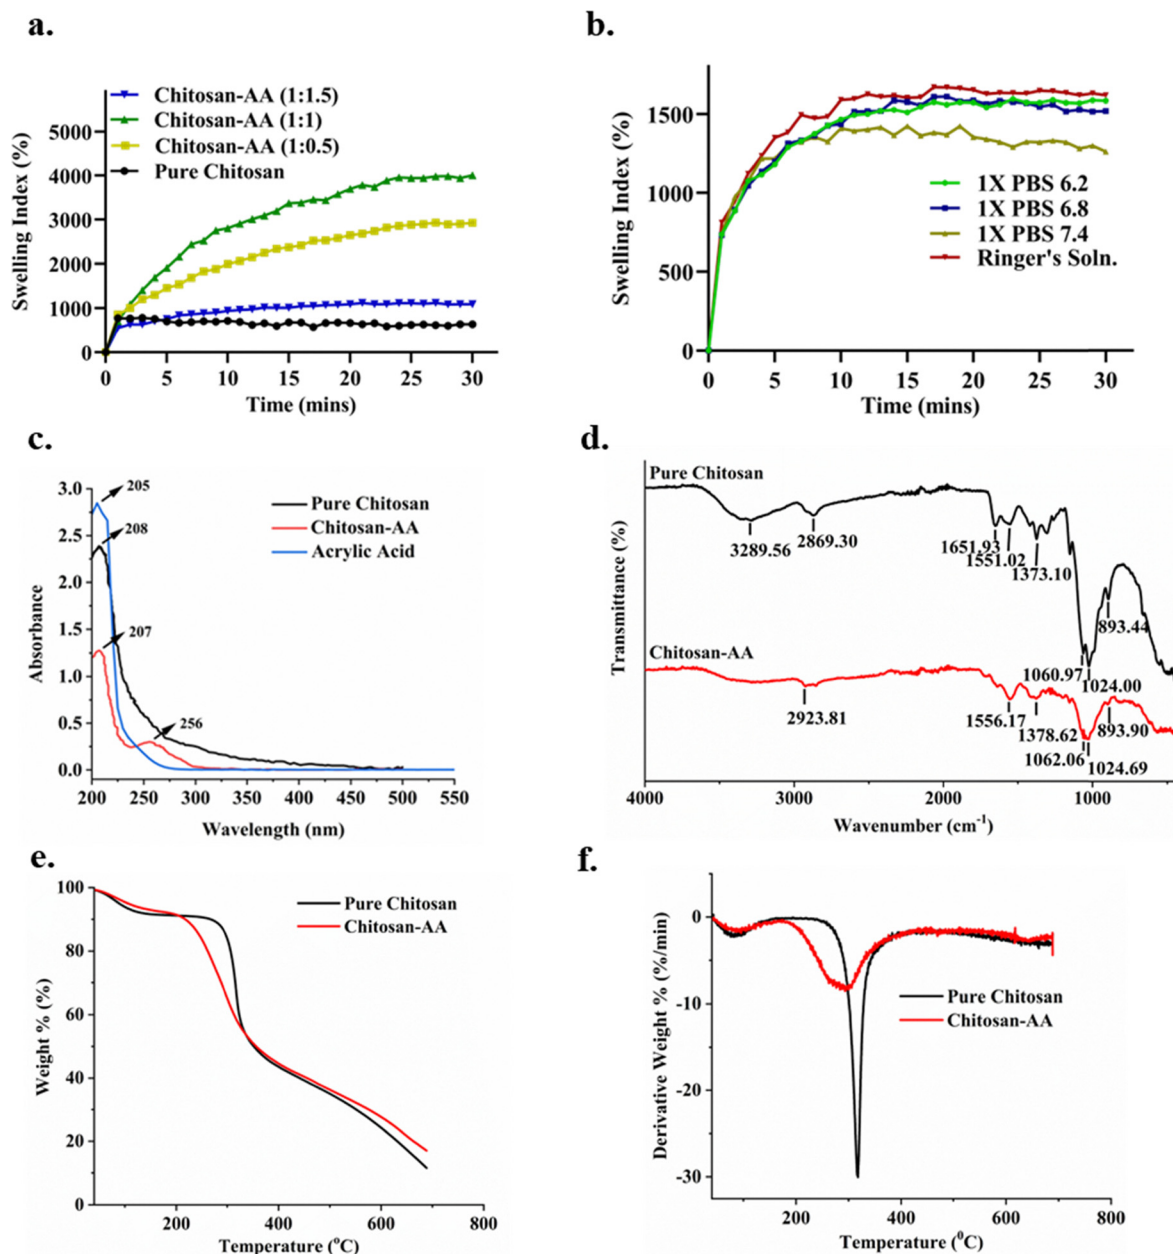 a.
Chitosan-AA (1:1.5)
Chitosan-AA (1:1)
Chitosan-AA (1:0.5)
Pure Chitosan
Swelling Index (%)
5000
4000
3000
2000
1000
0
0 5 10 15 20 25 30
Time (mins)
b.
Swelling Index (%)
1500
1000
500
0
1X PBS 6.2
1X PBS 6.8
1X PBS 7.4
Ringer's Soln.
0 5 10 15 20 25 30
Time (mins)
c.
Absorbance
3.0
2.5
2.0
1.5
1.0
0.5
0.0
205
208
207
256
Pure Chitosan
Chitosan-AA
Acrylic Acid
200 250 300 350 400 450 500 550
Wavelength (nm)
d.
Transmittance (%)
Pure Chitosan
3289.56
2869.30
1651.93
1551.02
1373.10
893.44
1060.97
1024.00
Chitosan-AA
2923.81
1556.17
1378.62
893.90
1062.06
1024.69
4000 3000 2000 1000
Wavenumber (cm⁻¹)
e.
Weight % (%)
100
80
60
40
20
0
Pure Chitosan
Chitosan-AA
200 400 600 800
Temperature (oC)
f.
Derivative Weight % (%/min)
0
-10
-20
-30
Pure Chitosan
Chitosan-AA
200 400 600 800
Temperature (⁰C)